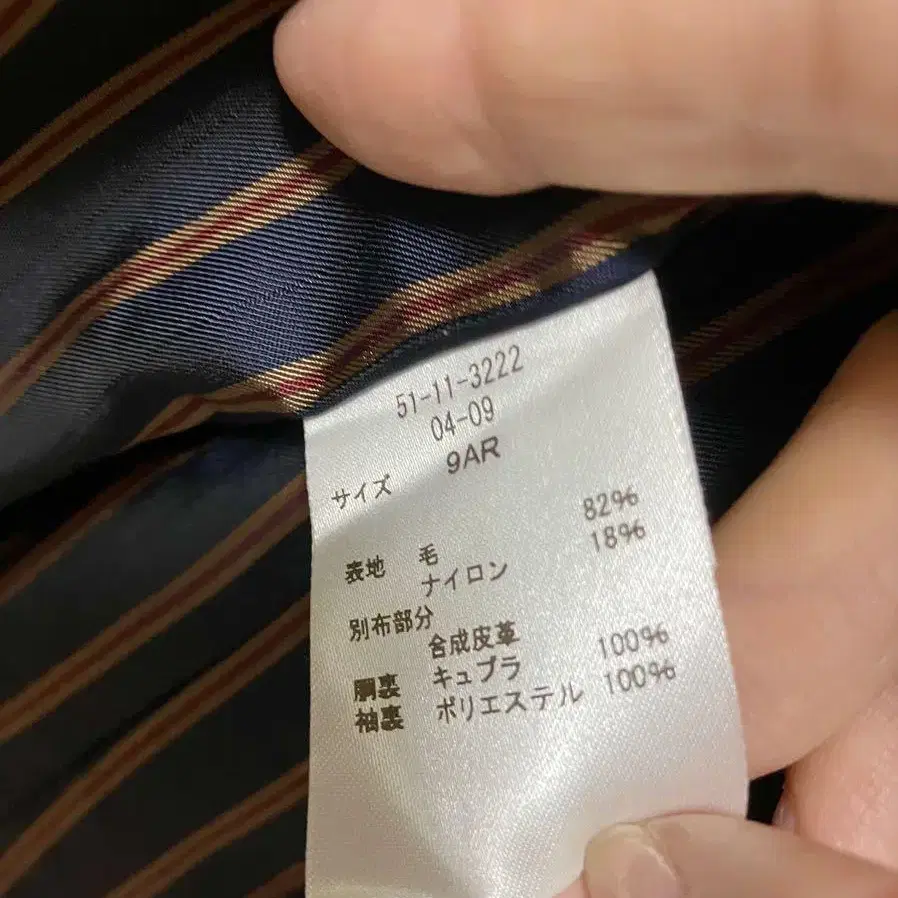 51-11-3222
04-09
サイズ 9AR
表地 毛 82%
ナイロン 18%
別布部分
合成皮革
胴裏 キュプラ 100%
袖裏 ポリエステル 100%